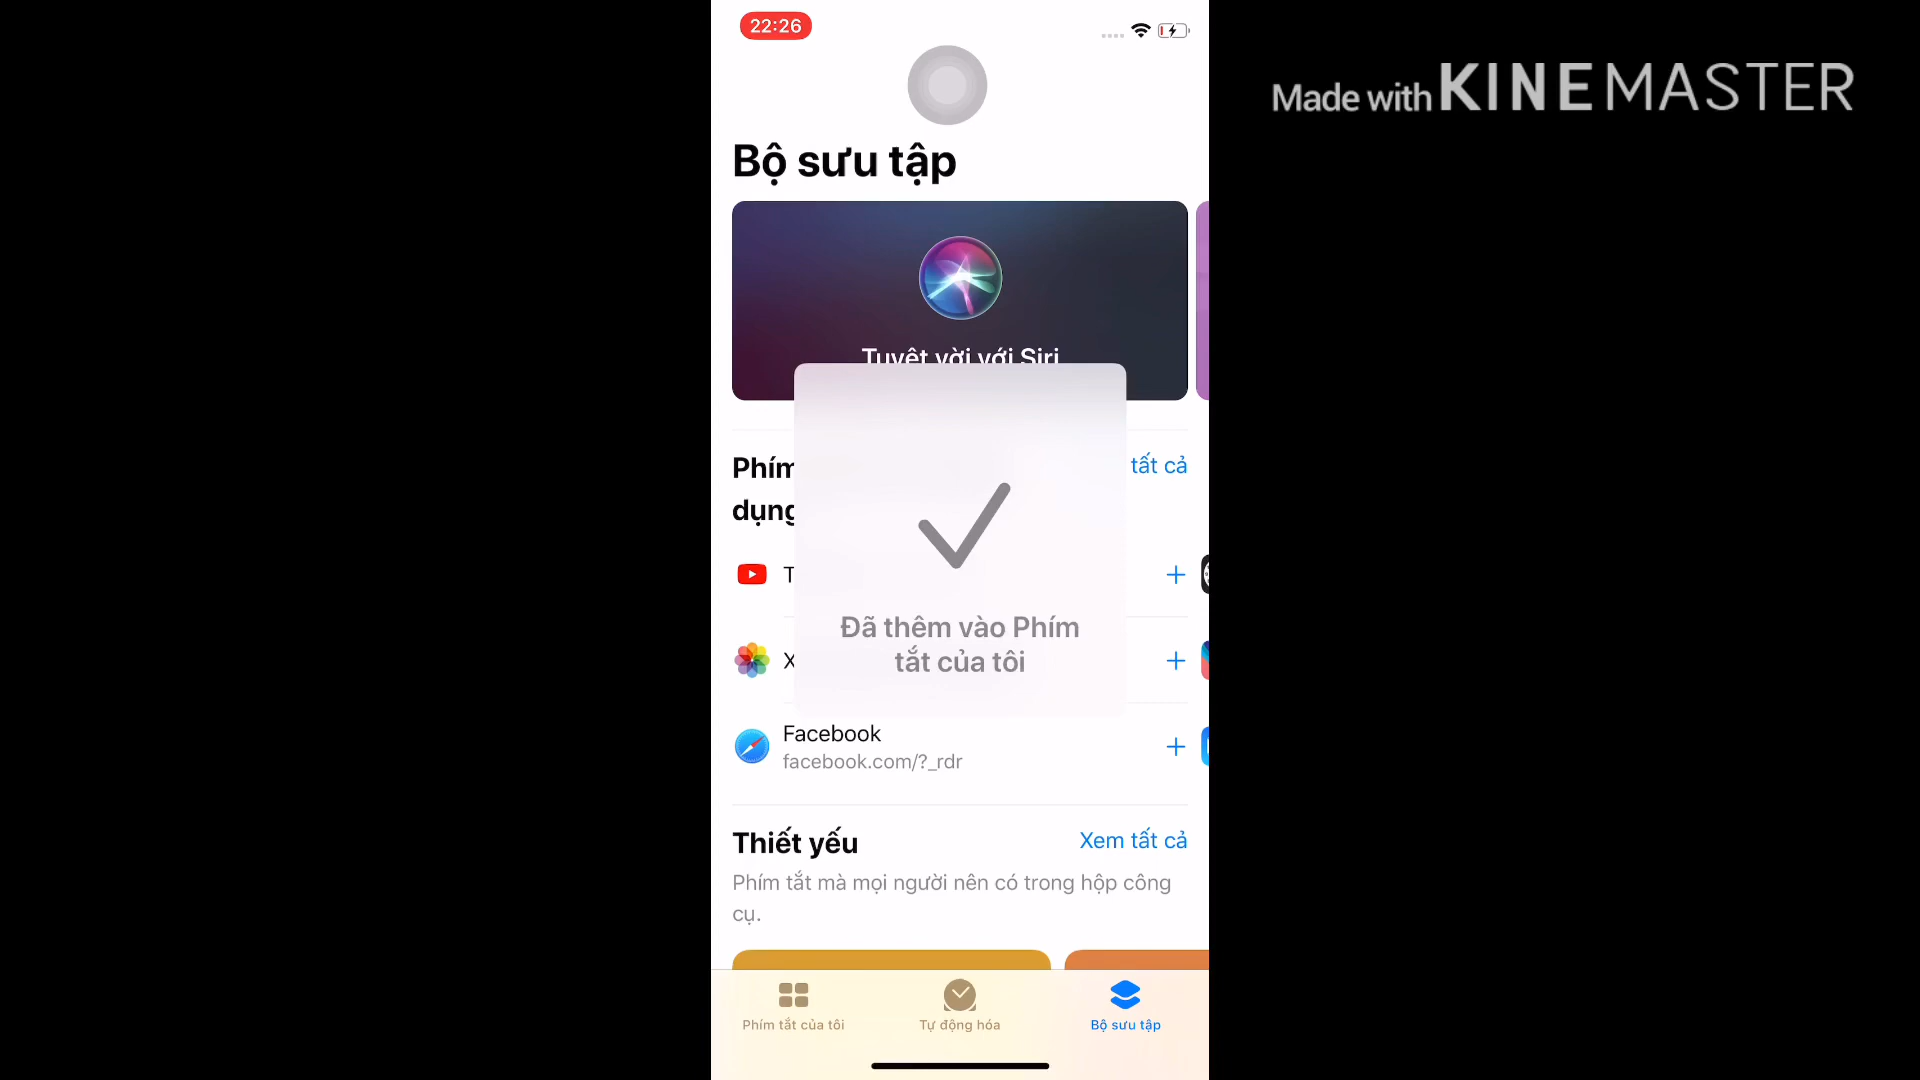 22:26
Made with KINEMASTER
Bộ sưu tập
Tuyệt vời với Siri
Phím
tất cả
dụng
T
X
Đã thêm vào Phím
tắt của tôi
Facebook
facebook.com/?_rdr
Thiết yếu
Xem tất cả
Phím tắt mà mọi người nên có trong hộp công
cụ.
Phím tắt của tôi
Tự động hóa
Bộ sưu tập